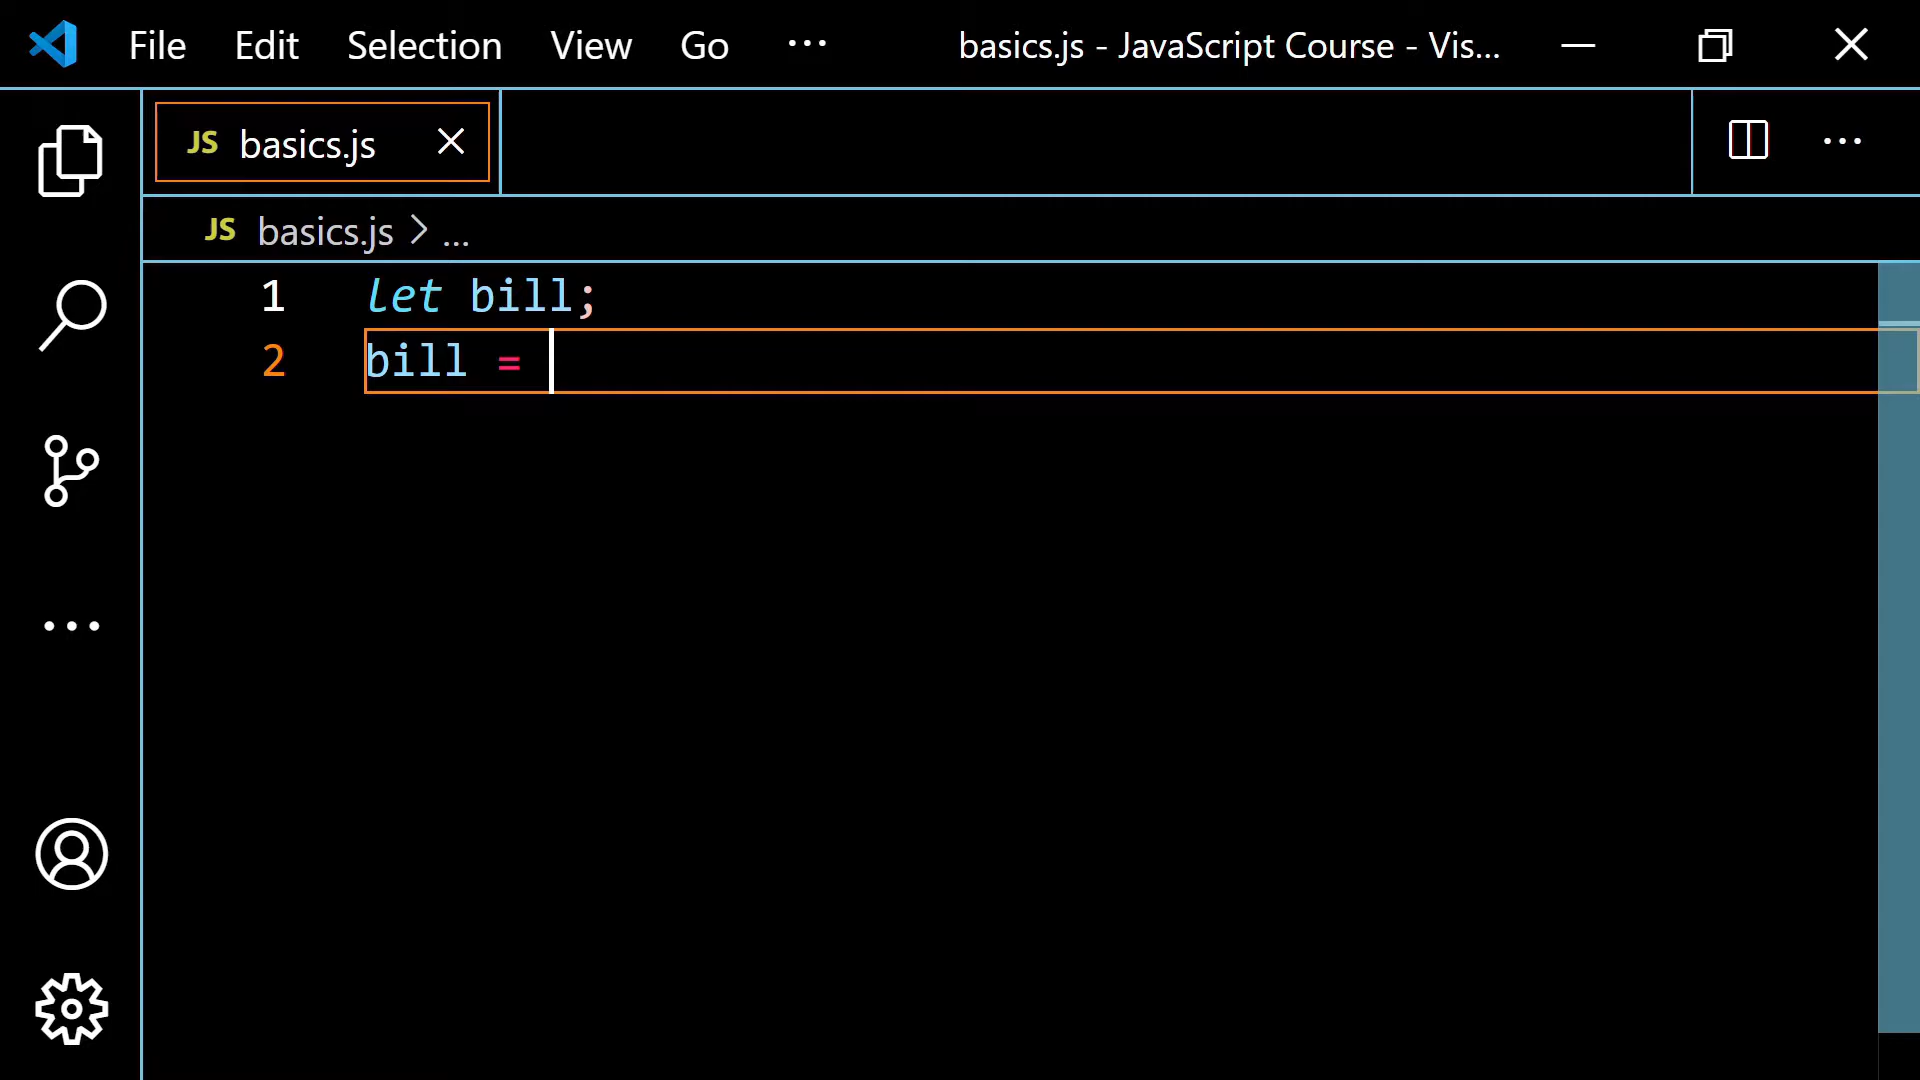 File Edit Selection View Go ... basics.js - JavaScript Course - Vis...
JS basics.js
JS basics.js > ...
1 let bill;
2 bill =